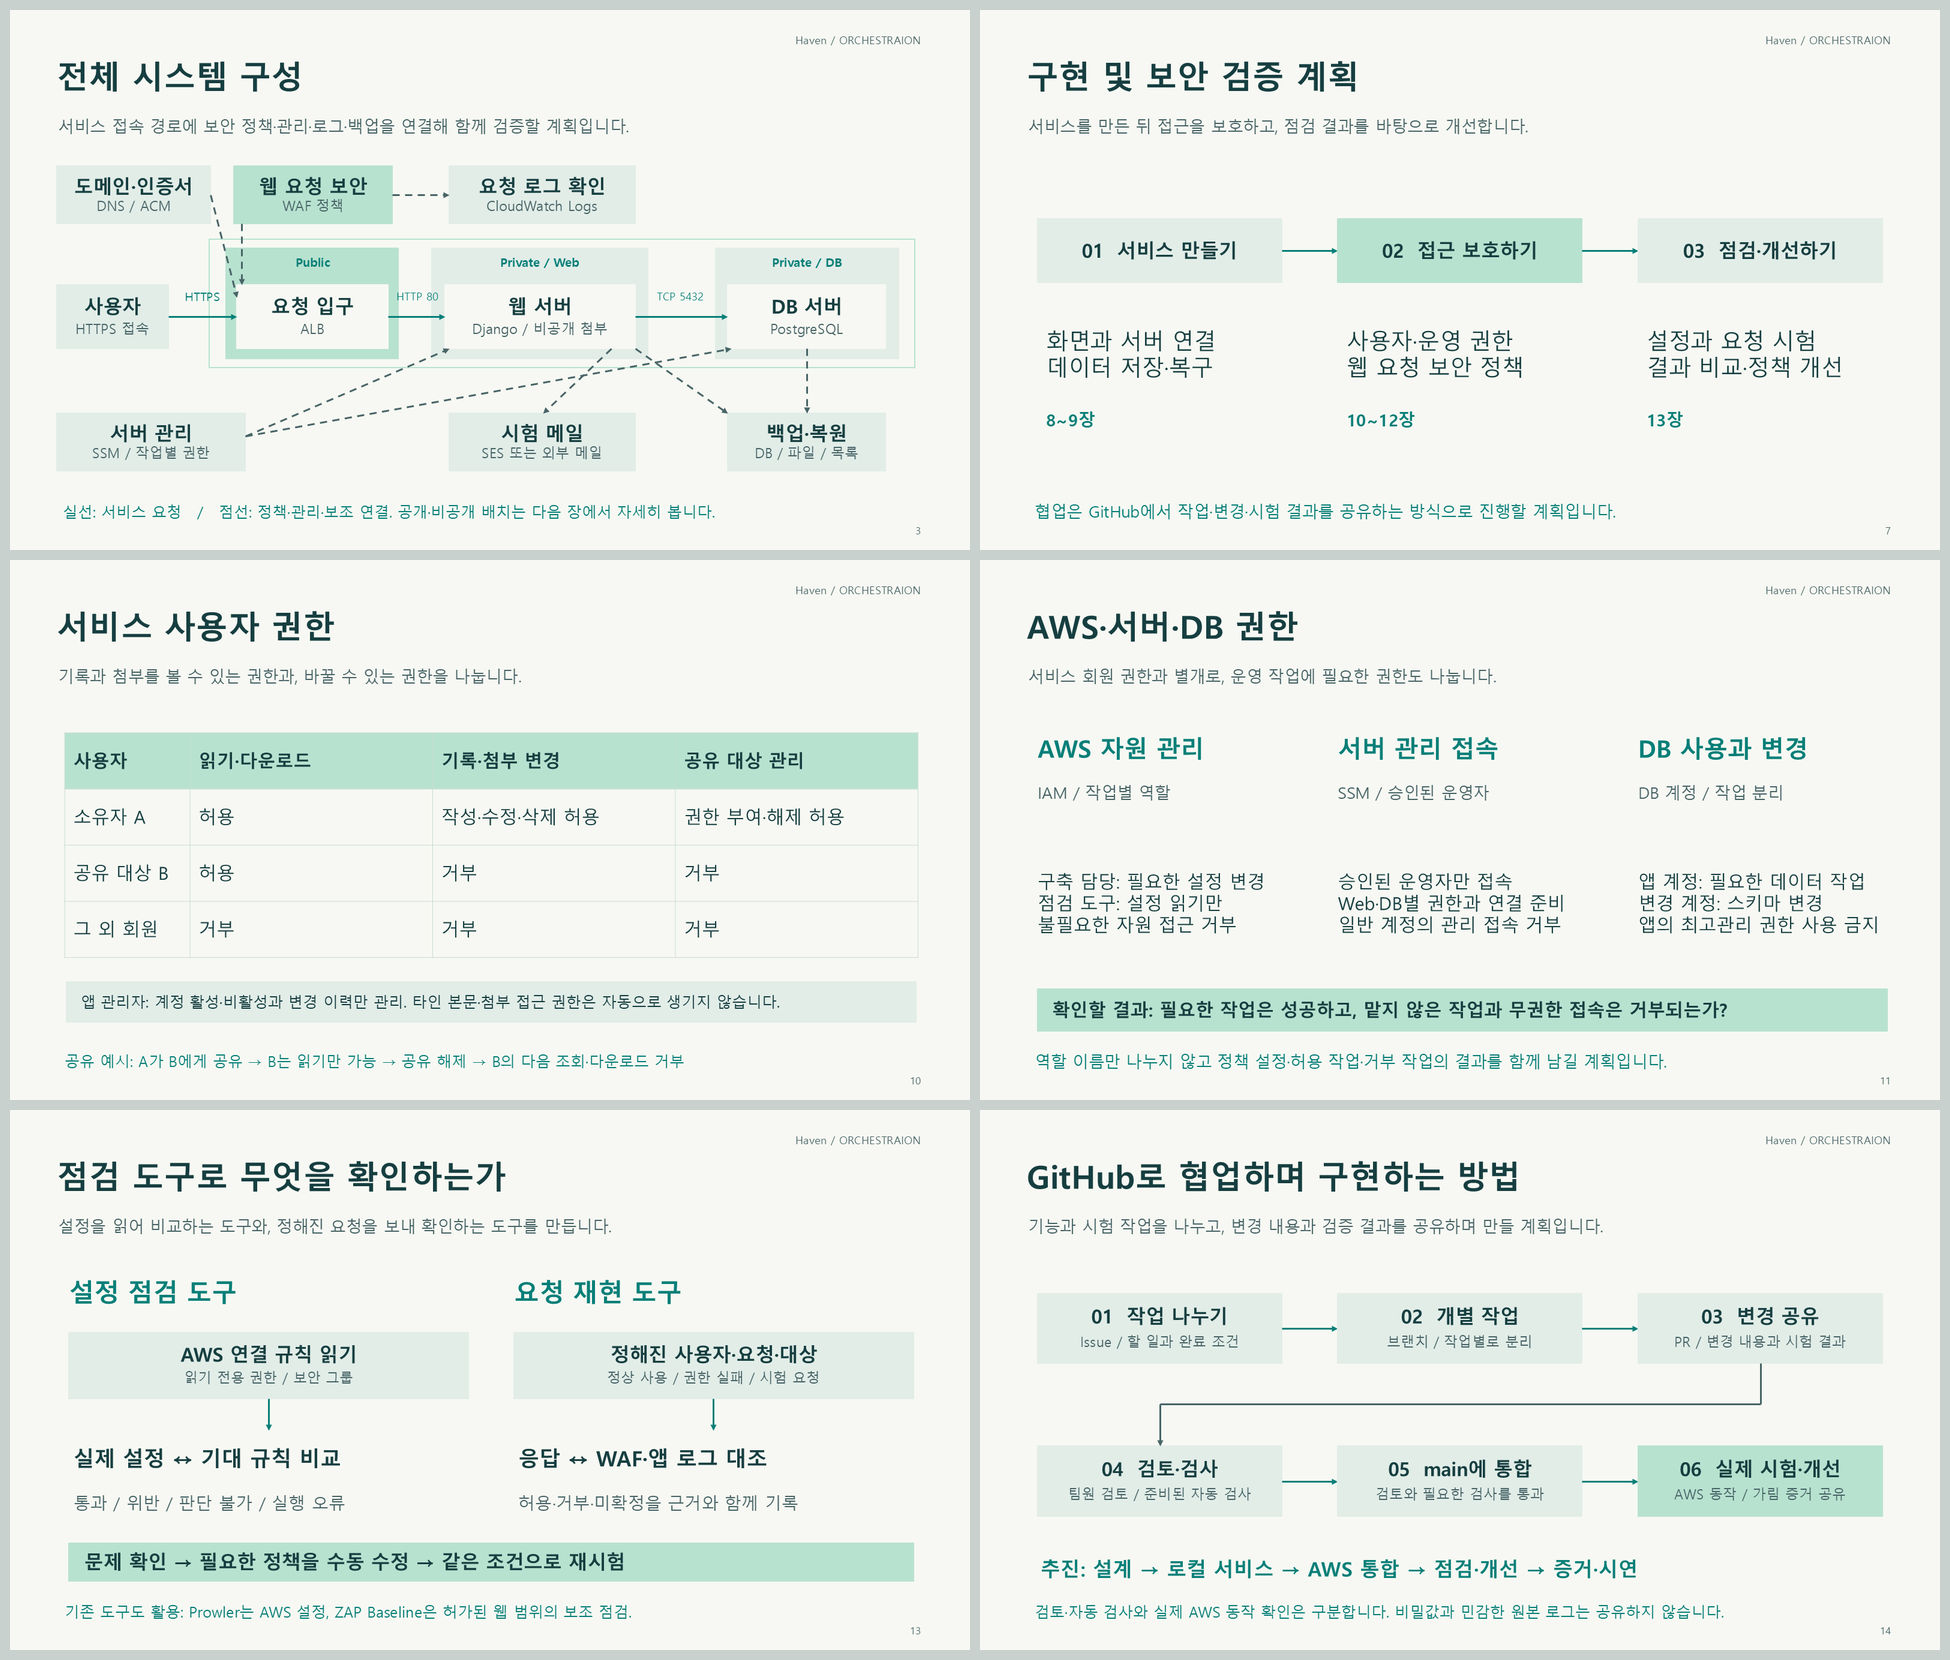 Haven / ORCHESTRAION
전체 시스템 구성
서비스 접속 경로에 보안 정책·관리·로그·백업을 연결해 함께 검증할 계획입니다.
도메인·인증서
DNS / ACM
웹 요청 보안
WAF 정책
요청 로그 확인
CloudWatch Logs
Public
Private / Web
Private / DB
사용자
HTTPS 접속
HTTPS
요청 입구
ALB
HTTP 80
웹 서버
Django / 비공개 첨부
TCP 5432
DB 서버
PostgreSQL
서버 관리
SSM / 작업별 권한
시험 메일
SES 또는 외부 메일
백업·복원
DB / 파일 / 목록
실선: 서비스 요청 / 점선: 정책·관리·보조 연결. 공개·비공개 배치는 다음 장에서 자세히 봅니다.
3
Haven / ORCHESTRAION
구현 및 보안 검증 계획
서비스를 만든 뒤 접근을 보호하고, 점검 결과를 바탕으로 개선합니다.
01 서비스 만들기
02 접근 보호하기
03 점검·개선하기
화면과 서버 연결
데이터 저장·복구
사용자·운영 권한
웹 요청 보안 정책
설정과 요청 시험
결과 비교·정책 개선
8~9장
10~12장
13장
협업은 GitHub에서 작업·변경·시험 결과를 공유하는 방식으로 진행할 계획입니다.
7
Haven / ORCHESTRAION
서비스 사용자 권한
기록과 첨부를 볼 수 있는 권한과, 바꿀 수 있는 권한을 나눕니다.
사용자 읽기·다운로드 기록·첨부 변경 공유 대상 관리
소유자 A 허용 작성·수정·삭제 허용 권한 부여·해제 허용
공유 대상 B 허용 거부 거부
그 외 회원 거부 거부 거부
앱 관리자: 계정 활성·비활성과 변경 이력만 관리. 타인 본문·첨부 접근 권한은 자동으로 생기지 않습니다.
공유 예시: A가 B에게 공유 → B는 읽기만 가능 → 공유 해제 → B의 다음 조회·다운로드 거부
10
Haven / ORCHESTRAION
AWS·서버·DB 권한
서비스 회원 권한과 별개로, 운영 작업에 필요한 권한도 나눕니다.
AWS 자원 관리
IAM / 작업별 역할
구축 담당: 필요한 설정 변경
점검 도구: 설정 읽기만
불필요한 자원 접근 거부
서버 관리 접속
SSM / 승인된 운영자
승인된 운영자만 접속
Web·DB별 권한과 연결 준비
일반 계정의 관리 접속 거부
DB 사용과 변경
DB 계정 / 작업 분리
앱 계정: 필요한 데이터 작업
변경 계정: 스키마 변경
앱의 최고관리 권한 사용 금지
확인할 결과: 필요한 작업은 성공하고, 맡지 않은 작업과 무권한 접속은 거부되는가?
역할 이름만 나누지 않고 정책 설정·허용 작업·거부 작업의 결과를 함께 남길 계획입니다.
11
Haven / ORCHESTRAION
점검 도구로 무엇을 확인하는가
설정을 읽어 비교하는 도구와, 정해진 요청을 보내 확인하는 도구를 만듭니다.
설정 점검 도구
AWS 연결 규칙 읽기
읽기 전용 권한 / 보안 그룹
실제 설정 ↔ 기대 규칙 비교
통과 / 위반 / 판단 불가 / 실행 오류
요청 재현 도구
정해진 사용자·요청·대상
정상 사용 / 권한 실패 / 시험 요청
응답 ↔ WAF·앱 로그 대조
허용·거부·미확정을 근거와 함께 기록
문제 확인 → 필요한 정책을 수동 수정 → 같은 조건으로 재시험
기존 도구도 활용: Prowler는 AWS 설정, ZAP Baseline은 허가된 웹 범위의 보조 점검.
13
Haven / ORCHESTRAION
GitHub로 협업하며 구현하는 방법
기능과 시험 작업을 나누고, 변경 내용과 검증 결과를 공유하며 만들 계획입니다.
01 작업 나누기
Issue / 할 일과 완료 조건
02 개별 작업
브랜치 / 작업별로 분리
03 변경 공유
PR / 변경 내용과 시험 결과
04 검토·검사
팀원 검토 / 준비된 자동 검사
05 main에 통합
검토와 필요한 검사를 통과
06 실제 시험·개선
AWS 동작 / 가림 증거 공유
추진: 설계 → 로컬 서비스 → AWS 통합 → 점검·개선 → 증거·시연
검토·자동 검사와 실제 AWS 동작 확인은 구분합니다. 비밀값과 민감한 원본 로그는 공유하지 않습니다.
14